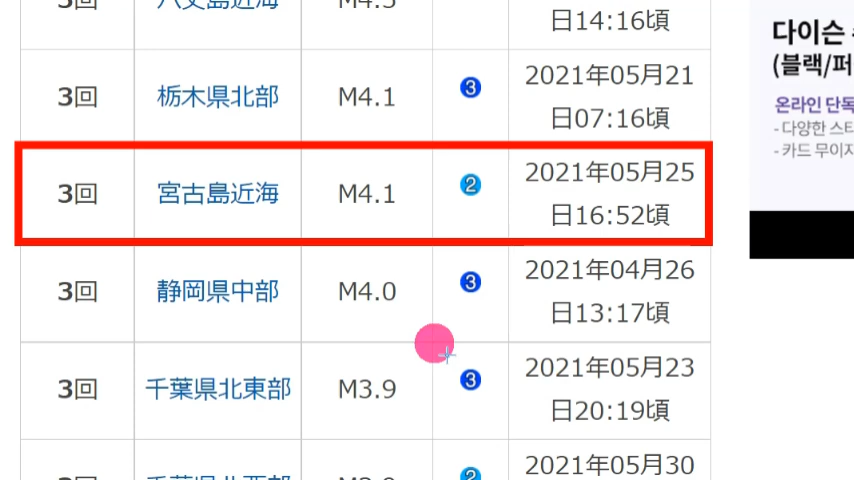 日14:16頃
3回 栃木県北部 M4.1 3 2021年05月21
日07:16頃
3回 宮古島近海 M4.1 2 2021年05月25
日16:52頃
3回 静岡県中部 M4.0 3 2021年04月26
日13:17頃
3回 千葉県北東部 M3.9 3 2021年05月23
日20:19頃
2 2021年05月30
다이슨
(블랙/퍼
온라인 단독
- 다양한 스타
- 카드 무이자